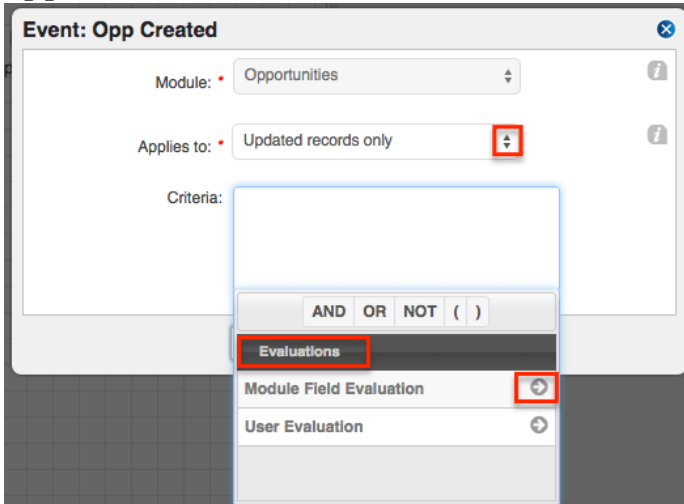 Event: Opp Created
Module: * Opportunities
Applies to: * Updated records only
Criteria:
AND OR NOT ( )
Evaluations
Module Field Evaluation
User Evaluation